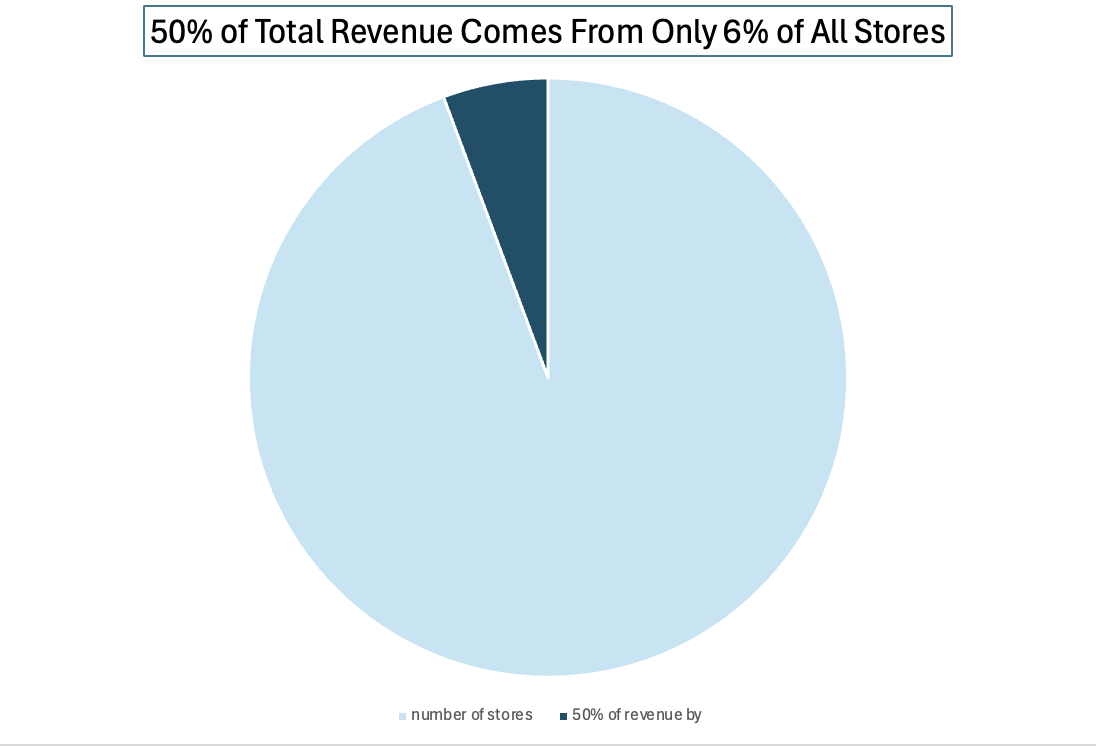 50% of Total Revenue Comes From Only 6% of All Stores
number of stores
50% of revenue by